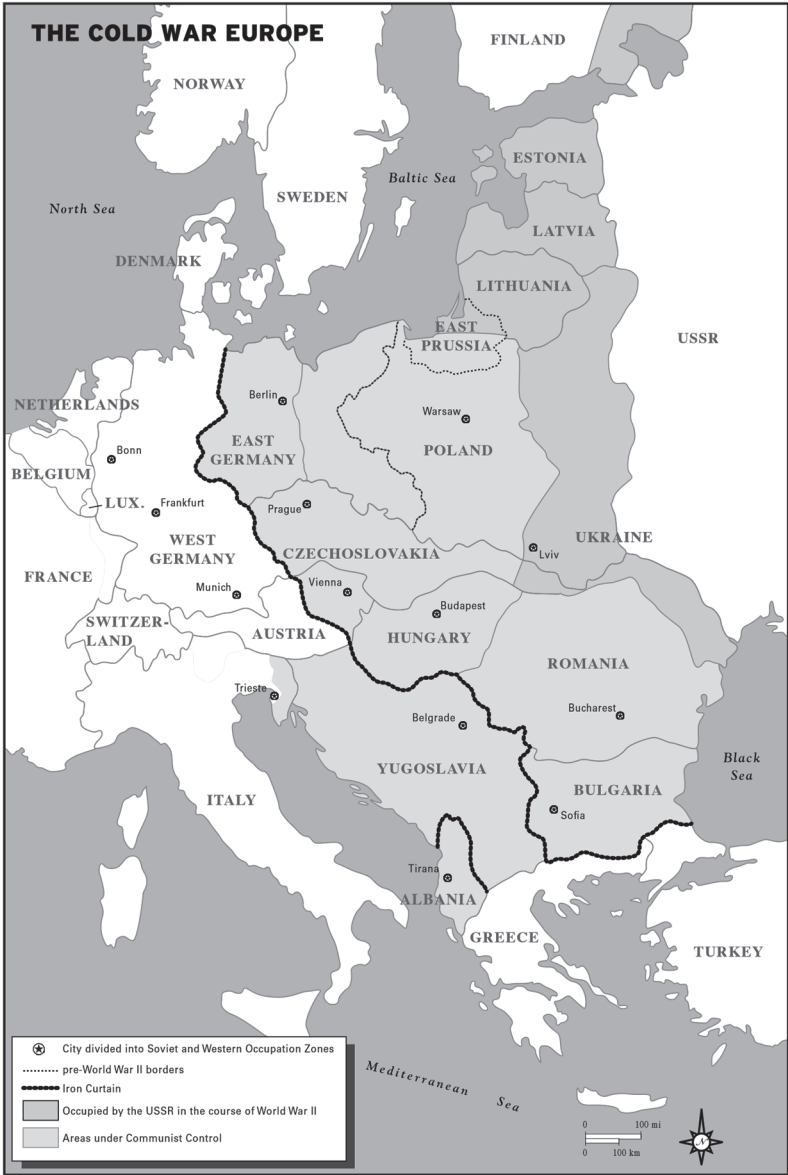 THE COLD WAR EUROPE
FINLAND
NORWAY
ESTONIA
Baltic Sea
SWEDEN
North Sea
LATVIA
DENMARK
LITHUANIA
EAST
PRUSSIA
USSR
NETHERLANDS
Berlin
Warsaw
EAST
GERMANY
Bonn
POLAND
BELGIUM
LUX.
Frankfurt
Prague
WEST
GERMANY
UKRAINE
Lviv
CZECHOSLOVAKIA
FRANCE
Munich
Vienna
Budapest
SWITZER-
LAND
AUSTRIA
HUNGARY
ROMANIA
Trieste
Bucharest
Belgrade
Black
Sea
YUGOSLAVIA
BULGARIA
ITALY
Sofia
Tirana
ALBANIA
GREECE
TURKEY
City divided into Soviet and Western Occupation Zones
pre-World War II borders
Iron Curtain
Occupied by the USSR in the course of World War II
Areas under Communist Control
Mediterranean Sea
0 100 mi
0 100 km
N